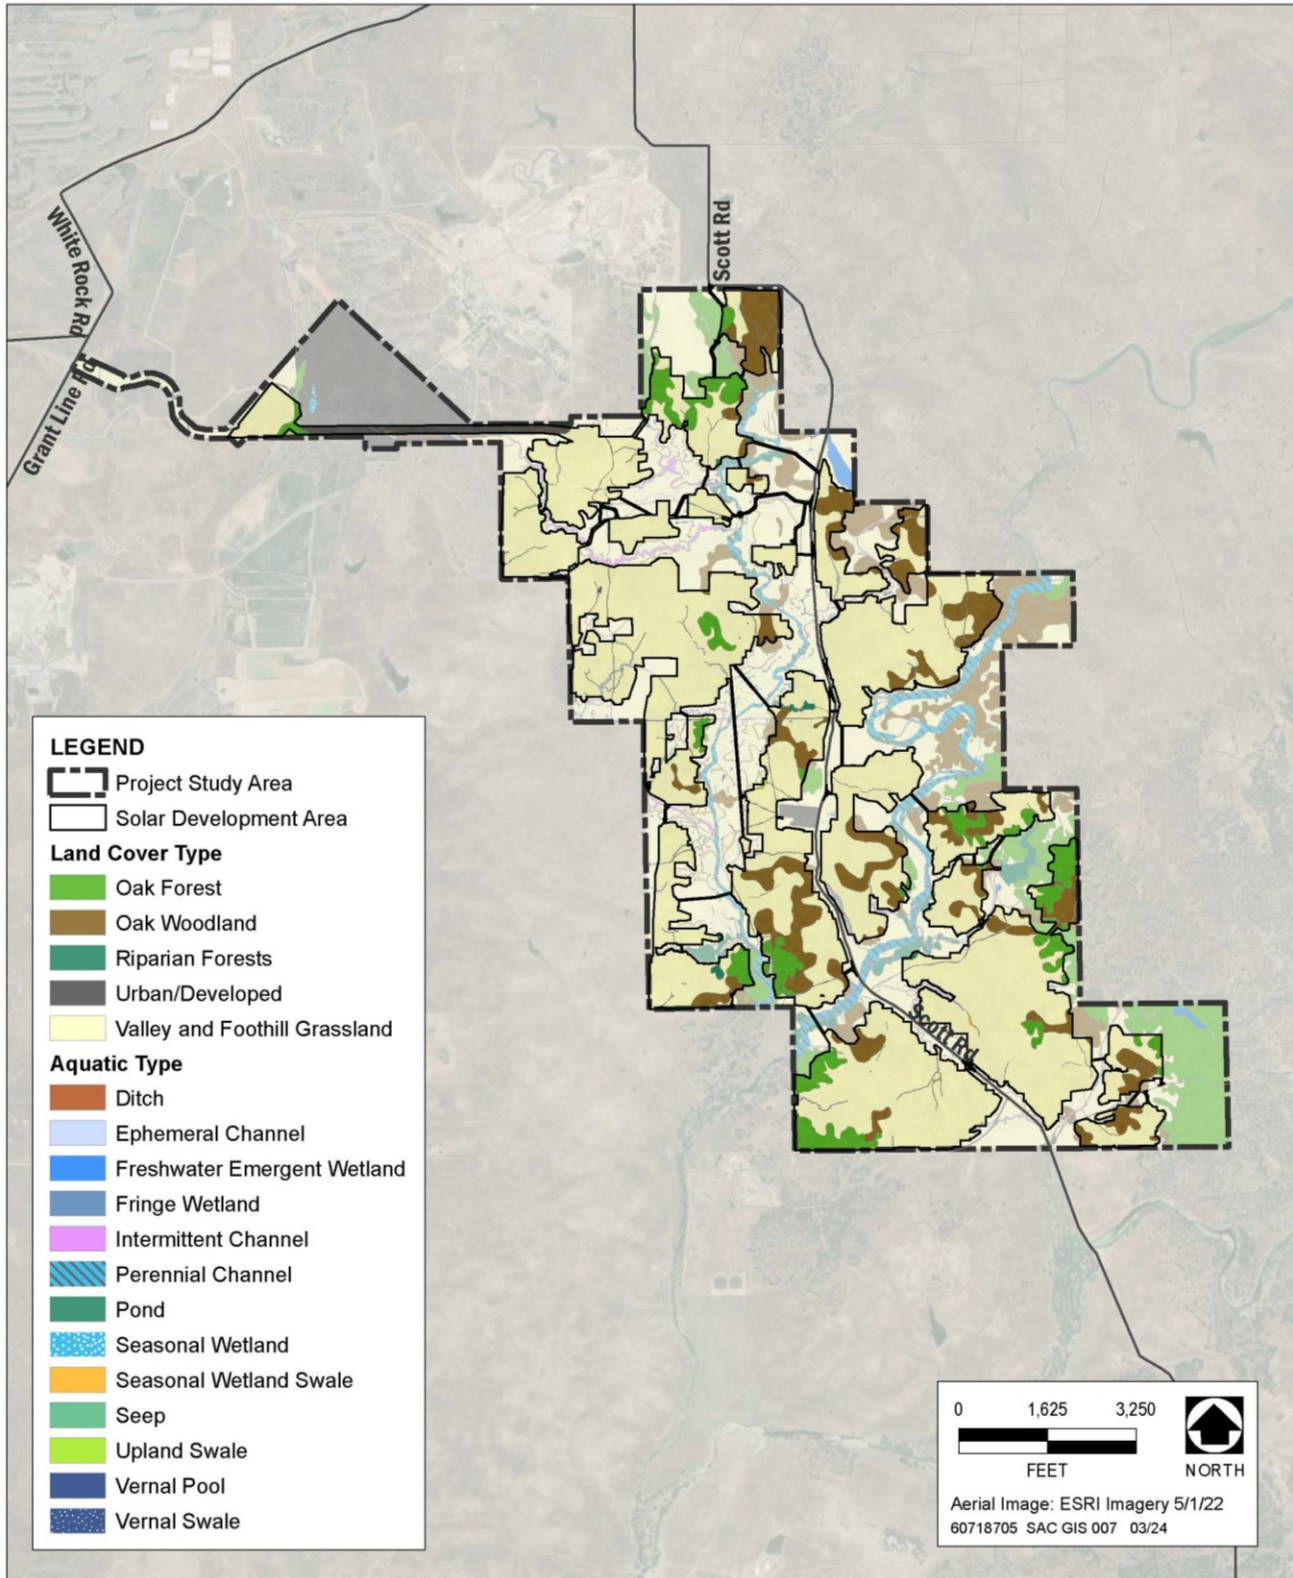 White Rock Rd
Grant Line Rd
Scott Rd
Scott Rd
LEGEND
Project Study Area
Solar Development Area
Land Cover Type
Oak Forest
Oak Woodland
Riparian Forests
Urban/Developed
Valley and Foothill Grassland
Aquatic Type
Ditch
Ephemeral Channel
Freshwater Emergent Wetland
Fringe Wetland
Intermittent Channel
Perennial Channel
Pond
Seasonal Wetland
Seasonal Wetland Swale
Seep
Upland Swale
Vernal Pool
Vernal Swale
0 1,625 3,250
FEET
NORTH
Aerial Image: ESRI Imagery 5/1/22
60718705 SAC GIS 007 03/24